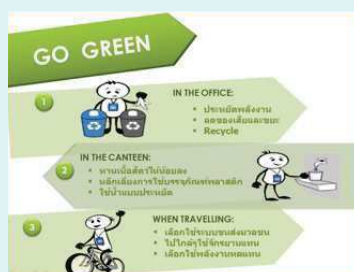 GO GREEN
1
IN THE OFFICE:
• ประหยัดพลังงาน
• ลดของเสียและขยะ
• Recycle
2
IN THE CANTEEN:
• ทานเนื้อสัตว์ให้น้อยลง
• หลีกเลี่ยงการใช้บรรจุภัณฑ์พลาสติก
• ใช้น้ำแบบประหยัด
3
WHEN TRAVELLING:
• เลือกใช้ระบบขนส่งมวลชน
• ไปใกล้ๆใช้จักรยานแทน
• เลือกใช้พลังงานทดแทน